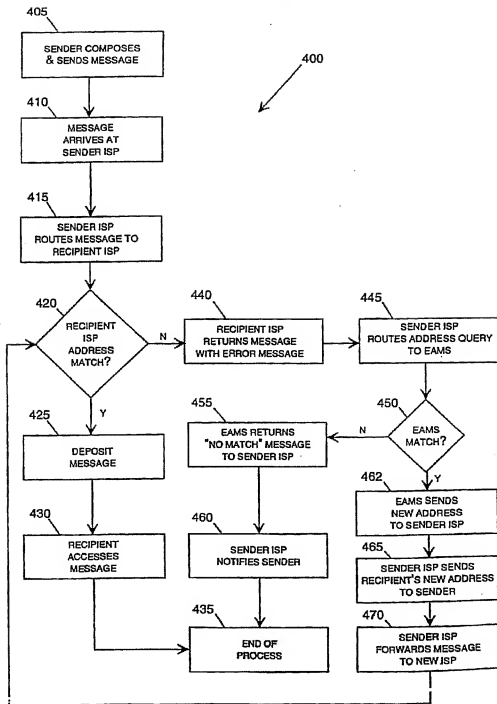 405
SENDER COMPOSES
& SENDS MESSAGE
400
410
MESSAGE
ARRIVES AT
SENDER ISP
415
SENDER ISP
ROUTES MESSAGE TO
RECIPIENT ISP
420
RECIPIENT
ISP
ADDRESS
MATCH?
N
Y
440
RECIPIENT ISP
RETURNS MESSAGE
WITH ERROR MESSAGE
445
SENDER ISP
ROUTES ADDRESS QUERY
TO EAMS
425
DEPOSIT
MESSAGE
430
RECIPIENT
ACCESSES
MESSAGE
450
EAMS
MATCH?
N
Y
455
EAMS RETURNS
"NO MATCH" MESSAGE
TO SENDER ISP
460
SENDER ISP
NOTIFIES SENDER
435
END OF
PROCESS
462
EAMS SENDS
NEW ADDRESS
TO SENDER ISP
465
SENDER ISP SENDS
RECIPIENT'S NEW ADDRESS
TO SENDER
470
SENDER ISP
FORWARDS MESSAGE
TO NEW ISP